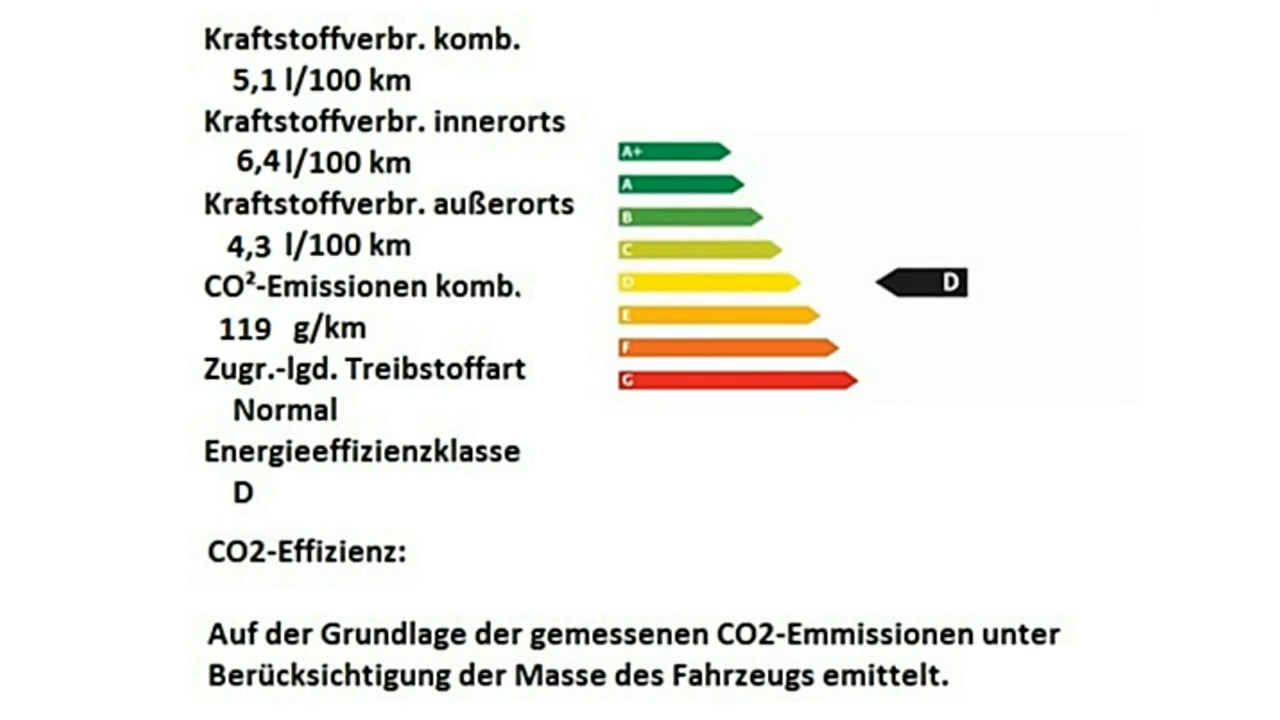 Kraftstoffverbr. komb.
5,1 l/100 km
Kraftstoffverbr. innerorts
6,4 l/100 km
Kraftstoffverbr. außerorts
4,3 l/100 km
CO²-Emissionen komb.
119 g/km
Zugr.-lgd. Treibstoffart
Normal
Energieeffizienzklasse
D
A+
A
B
C
D
D
E
F
G
CO2-Effizienz:
Auf der Grundlage der gemessenen CO2-Emmissionen unter
Berücksichtigung der Masse des Fahrzeugs emittelt.